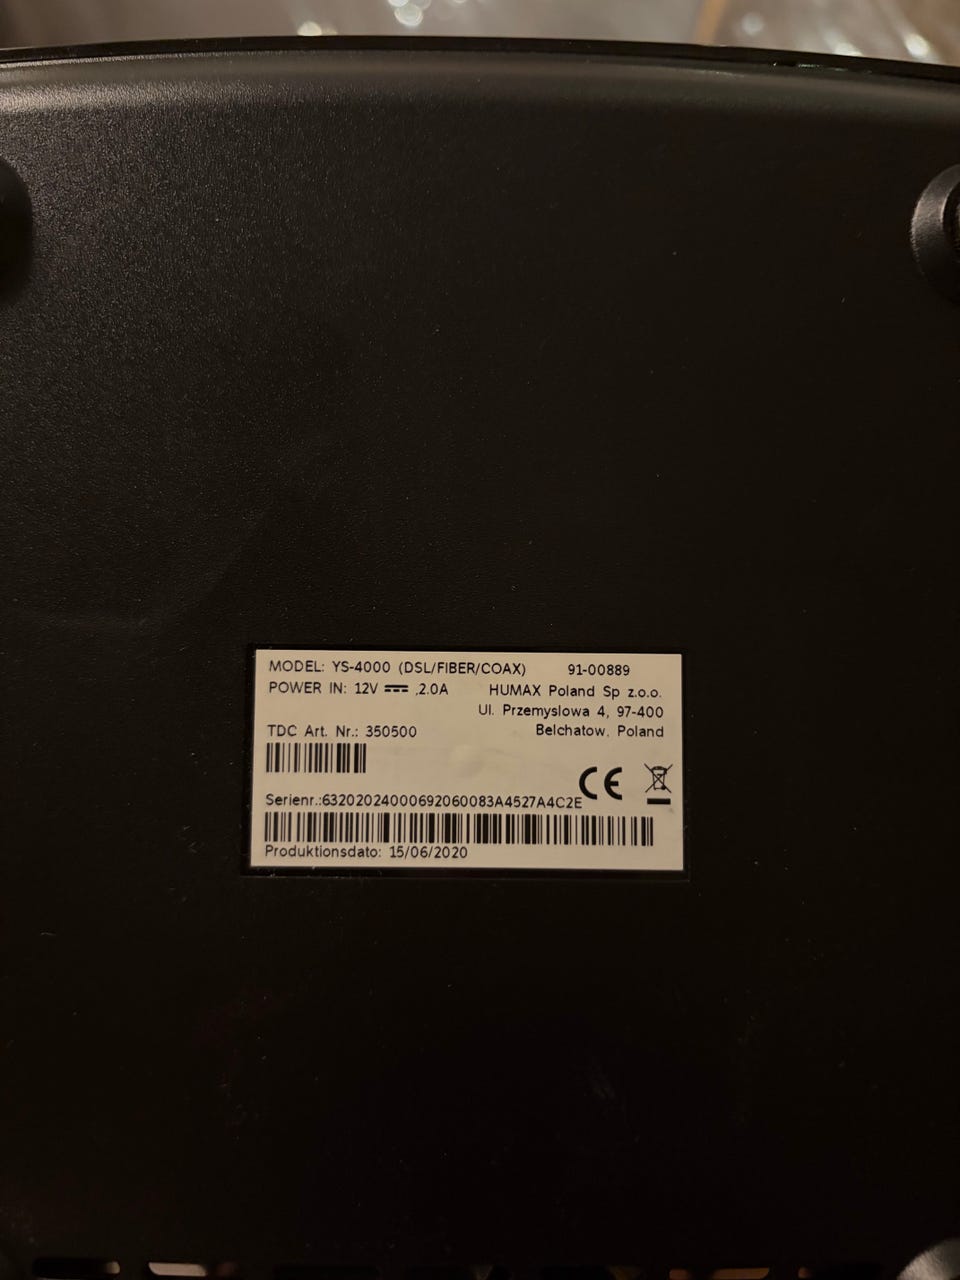 MODEL: YS-4000 (DSL/FIBER/COAX) 91-00889
POWER IN: 12V ⎓ ,2.0A HUMAX Poland Sp z.o.o.
Ul. Przemyslowa 4, 97-400
TDC Art. Nr.: 350500 Belchatow, Poland
CE
Serienr.:63202024000692060083A4527A4C2E
Produktionsdato: 15/06/2020